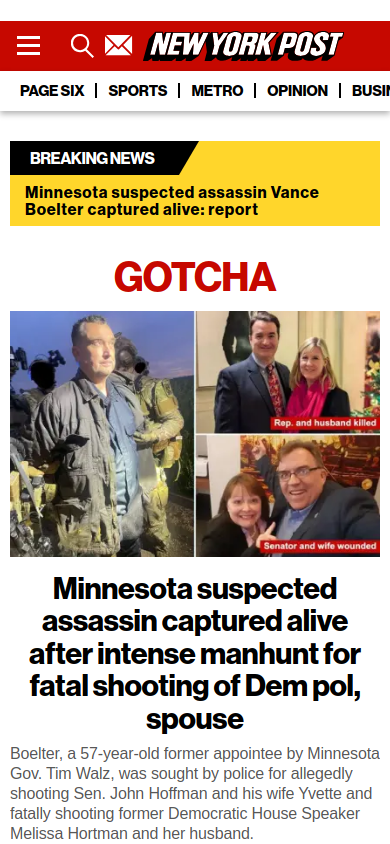 NEW YORK POST
PAGE SIX | SPORTS | METRO | OPINION | BUSI
BREAKING NEWS
Minnesota suspected assassin Vance
Boelter captured alive: report
GOTCHA
Rep. and husband killed
Senator and wife wounded
Minnesota suspected
assassin captured alive
after intense manhunt for
fatal shooting of Dem pol,
spouse
Boelter, a 57-year-old former appointee by Minnesota
Gov. Tim Walz, was sought by police for allegedly
shooting Sen. John Hoffman and his wife Yvette and
fatally shooting former Democratic House Speaker
Melissa Hortman and her husband.